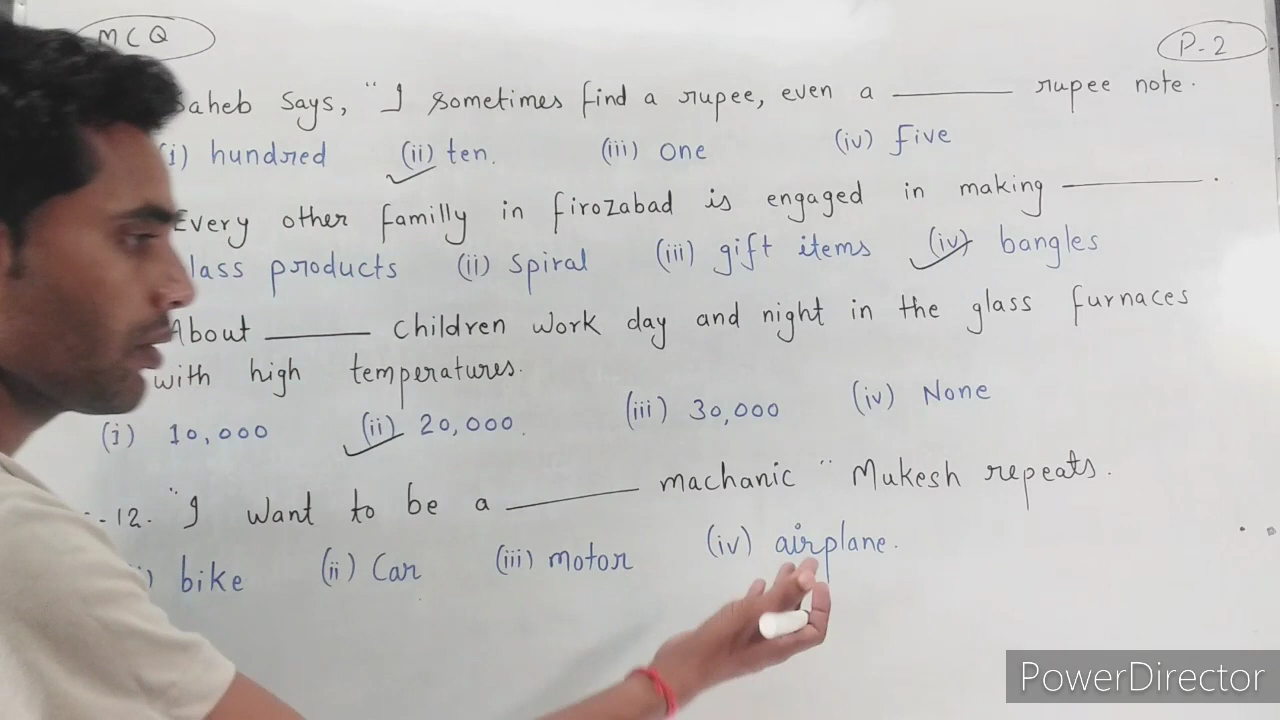 MCQ
P-2
Saheb Says, "I sometimes find a rupee, even a ______ rupee note.
(i) hundred (ii) ten. (iii) One (iv) five
Every other familly in firozabad is engaged in making ______.
lass products (ii) Spiral (iii) gift items (iv) bangles
About ______ children work day and night in the glass furnaces
with high temperatures.
(i) 10,000 (ii) 20,000. (iii) 30,000 (iv) None
-12. "I want to be a ______ machanic" Mukesh repeats.
) bike (ii) Car (iii) motor (iv) airplane.
PowerDirector